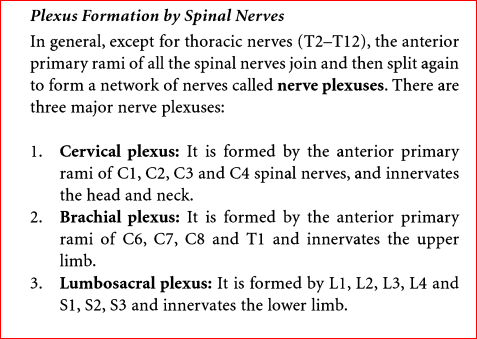 Plexus Formation by Spinal Nerves
In general, except for thoracic nerves (T2–T12), the anterior
primary rami of all the spinal nerves join and then split again
to form a network of nerves called nerve plexuses. There are
three major nerve plexuses:
1. Cervical plexus: It is formed by the anterior primary
rami of C1, C2, C3 and C4 spinal nerves, and innervates
the head and neck.
2. Brachial plexus: It is formed by the anterior primary
rami of C6, C7, C8 and T1 and innervates the upper
limb.
3. Lumbosacral plexus: It is formed by L1, L2, L3, L4 and
S1, S2, S3 and innervates the lower limb.